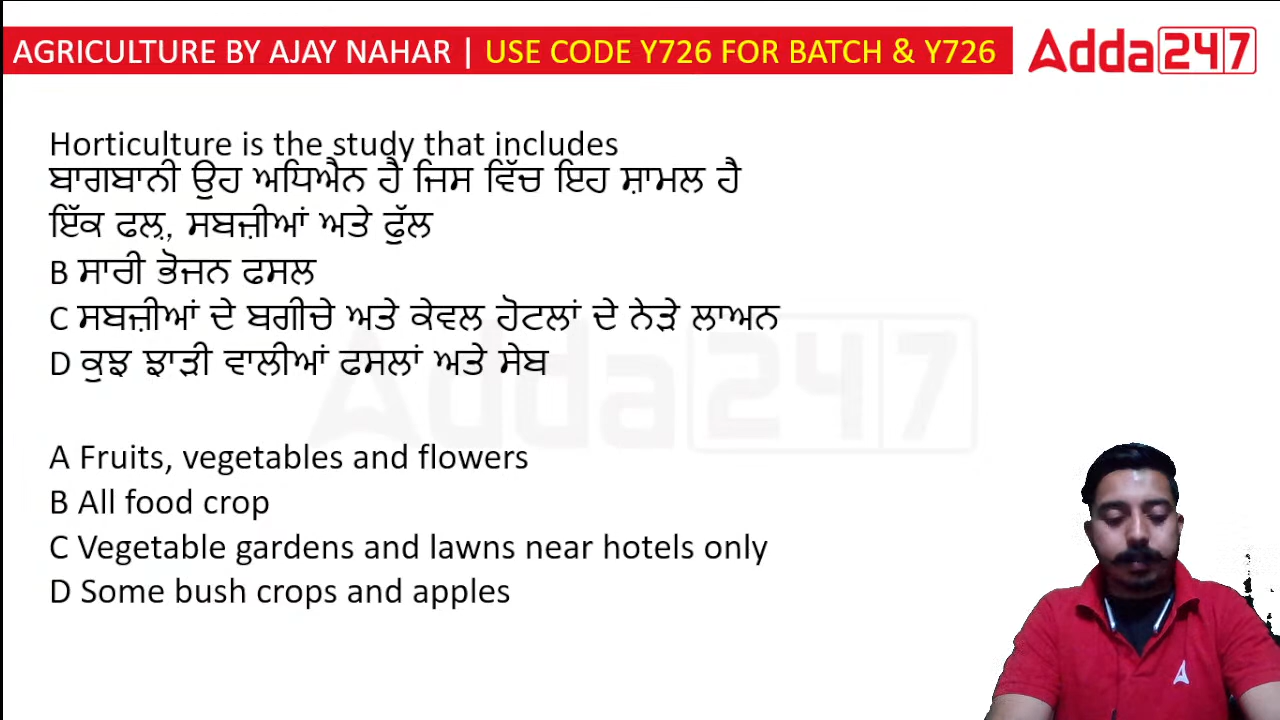 AGRICULTURE BY AJAY NAHAR | USE CODE Y726 FOR BATCH & Y726
Adda247
Horticulture is the study that includes
ਬਾਗਬਾਨੀ ਉਹ ਅਧਿਐਨ ਹੈ ਜਿਸ ਵਿੱਚ ਇਹ ਸ਼ਾਮਲ ਹੈ
ਇੱਕ ਫਲ, ਸਬਜ਼ੀਆਂ ਅਤੇ ਫੁੱਲ
B ਸਾਰੀ ਭੋਜਨ ਫਸਲ
C ਸਬਜ਼ੀਆਂ ਦੇ ਬਗੀਚੇ ਅਤੇ ਕੇਵਲ ਹੋਟਲਾਂ ਦੇ ਨੇੜੇ ਲਾਅਨ
D ਕੁਝ ਝਾੜੀ ਵਾਲੀਆਂ ਫਸਲਾਂ ਅਤੇ ਸੇਬ
Adda247
A Fruits, vegetables and flowers
B All food crop
C Vegetable gardens and lawns near hotels only
D Some bush crops and apples